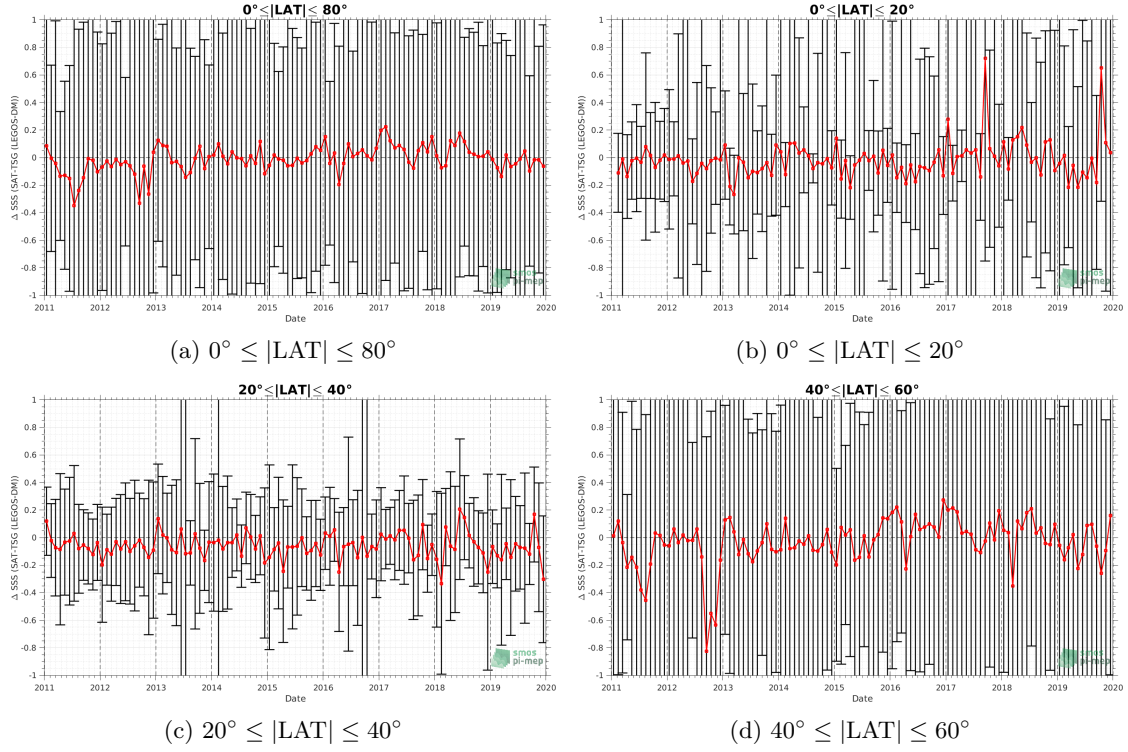 0°≤|LAT|≤ 80°
Δ SSS (SAT-TSG (LEGOS-DM))
1
0.8
0.6
0.4
0.2
0
-0.2
-0.4
-0.6
-0.8
-1
2011 2012 2013 2014 2015 2016 2017 2018 2019 2020
Date
smos
pi-mep
(a) 0° ≤ |LAT| ≤ 80°
0°≤|LAT|≤ 20°
Δ SSS (SAT-TSG (LEGOS-DM))
1
0.8
0.6
0.4
0.2
0
-0.2
-0.4
-0.6
-0.8
-1
2011 2012 2013 2014 2015 2016 2017 2018 2019 2020
Date
smos
pi-mep
(b) 0° ≤ |LAT| ≤ 20°
20°≤|LAT|≤ 40°
Δ SSS (SAT-TSG (LEGOS-DM))
1
0.8
0.6
0.4
0.2
0
-0.2
-0.4
-0.6
-0.8
-1
2011 2012 2013 2014 2015 2016 2017 2018 2019 2020
Date
smos
pi-mep
(c) 20° ≤ |LAT| ≤ 40°
40°≤|LAT|≤ 60°
Δ SSS (SAT-TSG (LEGOS-DM))
1
0.8
0.6
0.4
0.2
0
-0.2
-0.4
-0.6
-0.8
-1
2011 2012 2013 2014 2015 2016 2017 2018 2019 2020
Date
smos
pi-mep
(d) 40° ≤ |LAT| ≤ 60°